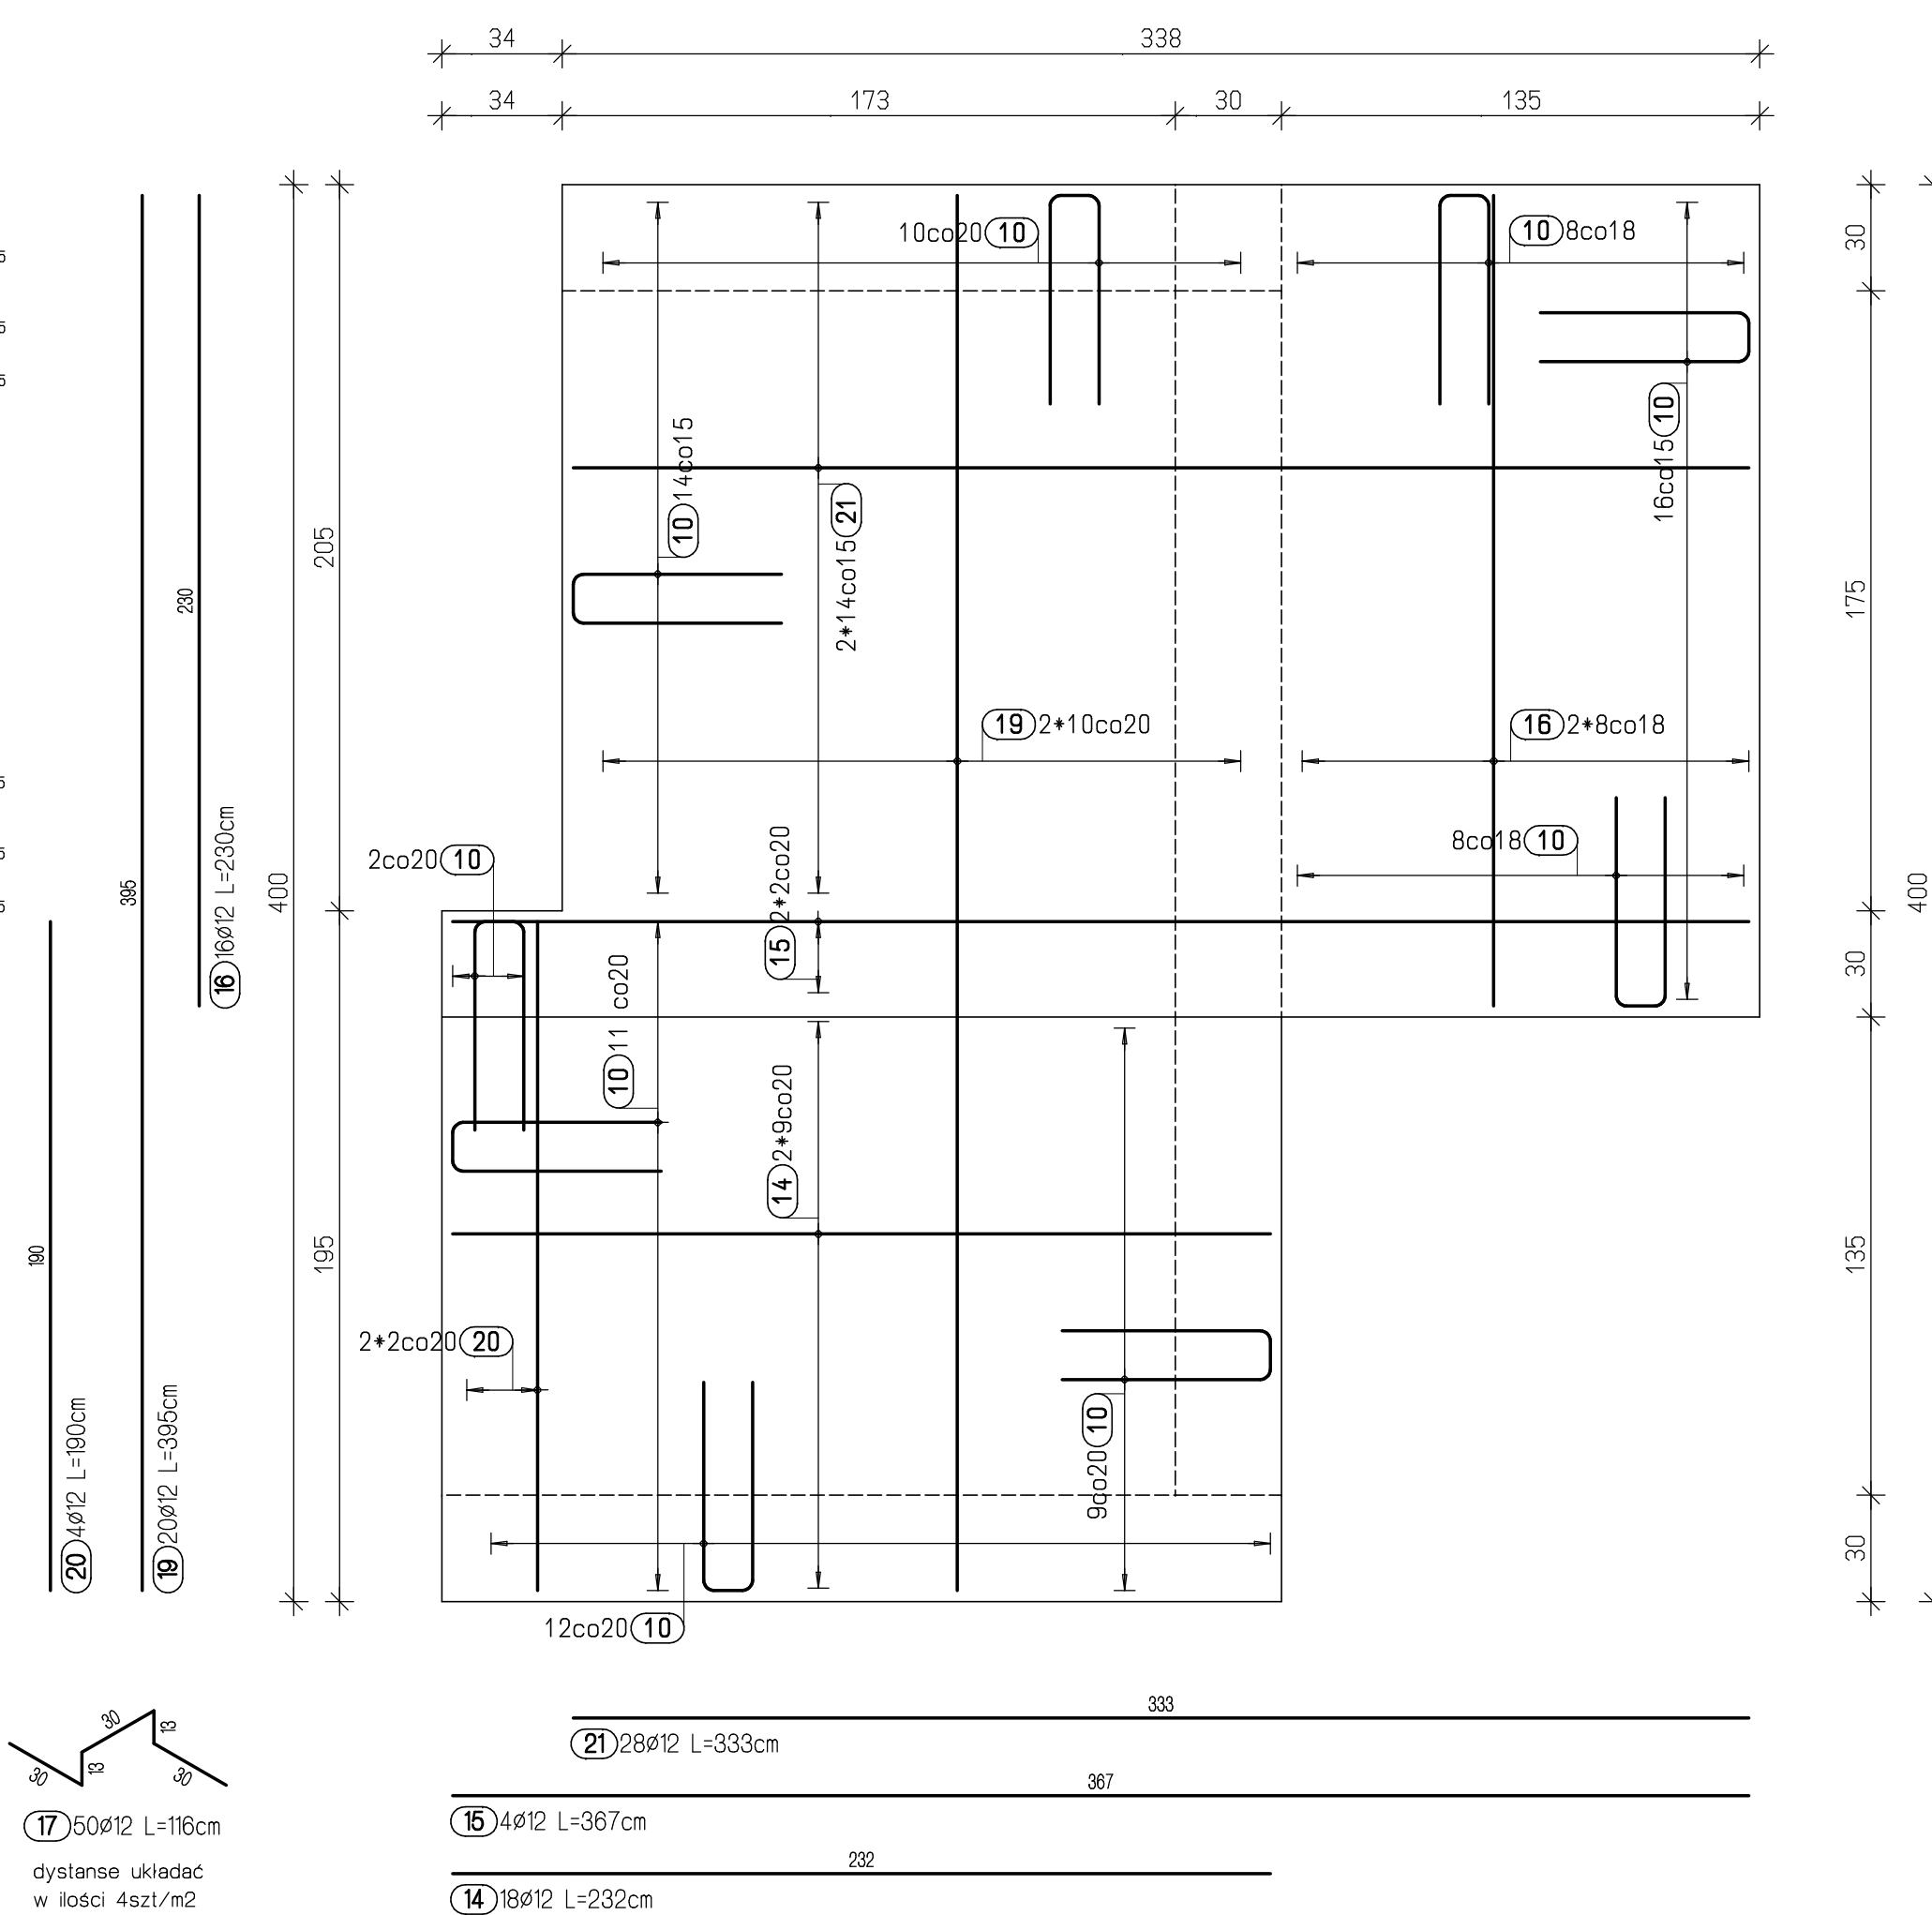 34 338
34 173 30 135
10co20 10
10 8co18
30
10 14co15
16co15 10
2*14co15 21
205
230
175
19 2*10co20
16 2*8co18
8co18 10
2co20 10
15 2*2co20
16 16ø12 L=230cm
395
400
400
30
10 11 co20
14 2*9co20
190
195
135
2*2co20 20
9co20 10
20 4ø12 L=190cm
19 20ø12 L=395cm
30
12co20 10
30 13 30 13 30
17 50ø12 L=116cm
dystanse układać
w ilości 4szt/m2
333
21 28ø12 L=333cm
367
15 4ø12 L=367cm
232
14 18ø12 L=232cm